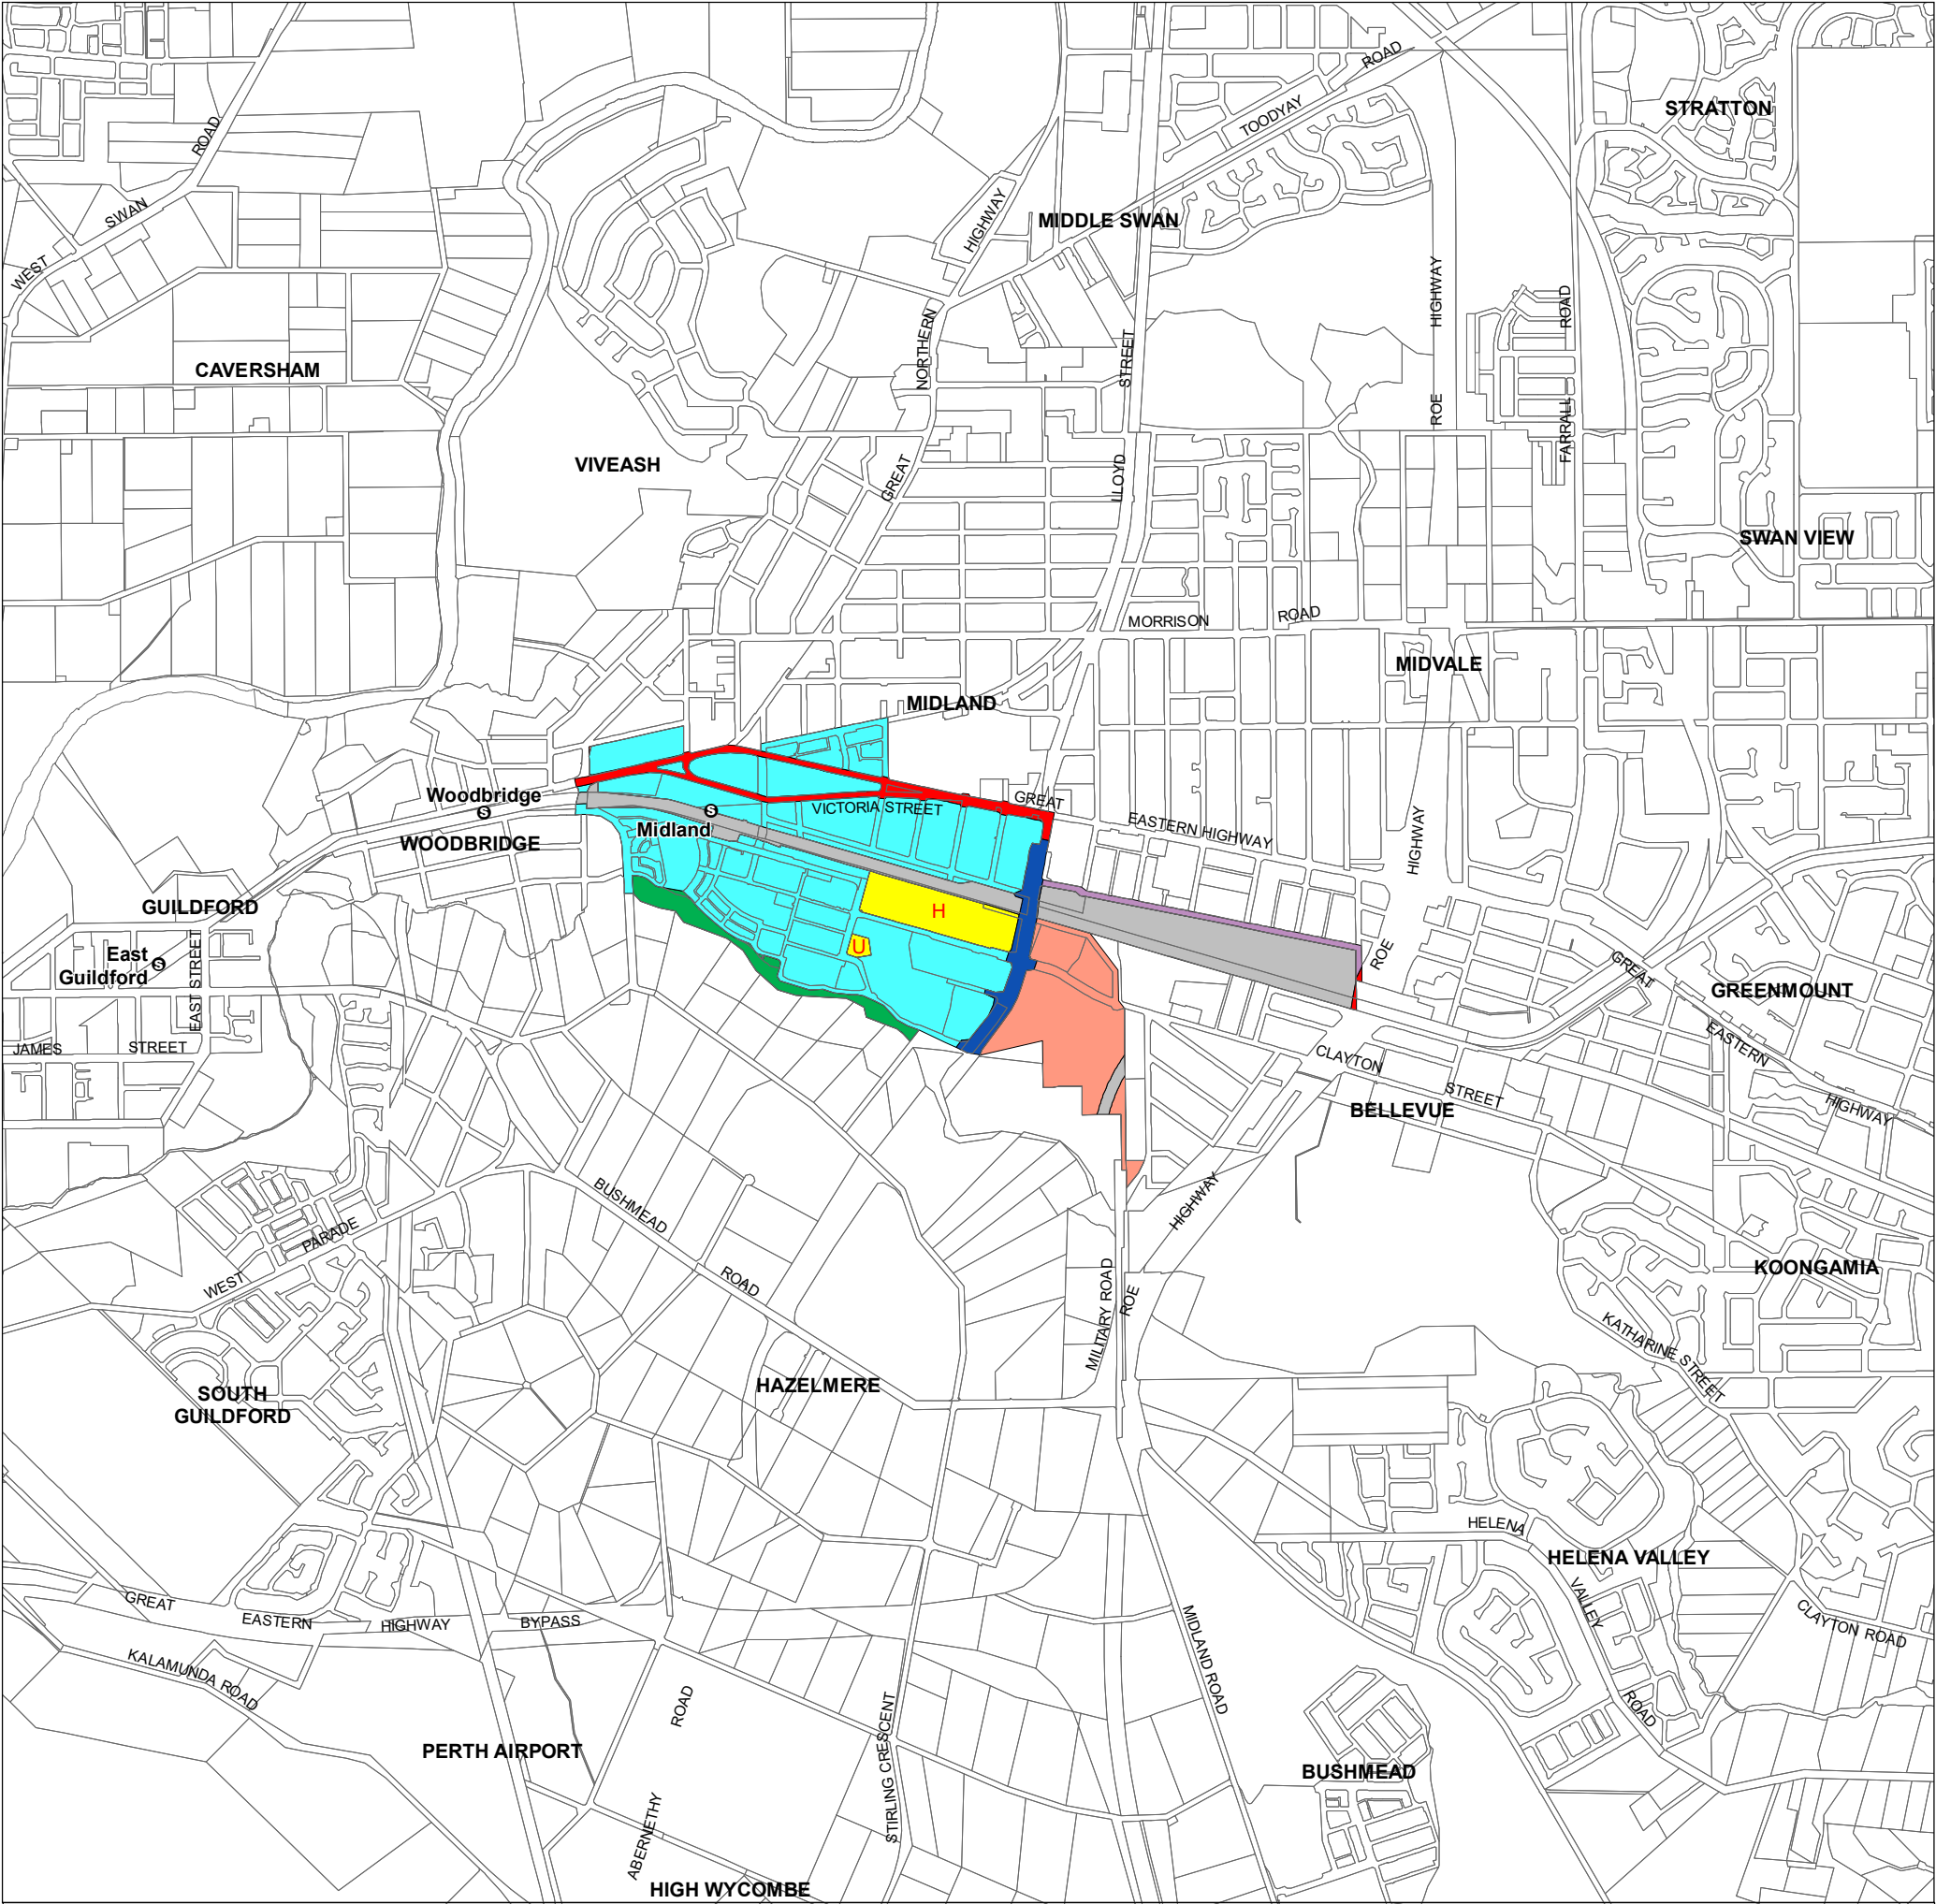 ROAD
STRATTON
TOODYAY
ROAD
SWAN
MIDDLE SWAN
HIGHWAY
WEST
HIGHWAY
ROAD
NORTHERN
STREET
CAVERSHAM
ROE
FARRALL
VIVEASH
GREAT
LLOYD
SWAN VIEW
MORRISON
ROAD
MIDVALE
MIDLAND
Woodbridge
S
S
VICTORIA STREET
GREAT
Midland
EASTERN HIGHWAY
WOODBRIDGE
HIGHWAY
GUILDFORD
H
U
East
Guildford
S
EAST STREET
ROE
GREAT
GREENMOUNT
JAMES
STREET
EASTERN
CLAYTON
STREET
BELLEVUE
HIGHWAY
BUSHMEAD
HIGHWAY
PARADE
WEST
ROAD
KOONGAMIA
MILITARY ROAD
ROE
KATHARINE STREET
HAZELMERE
SOUTH
GUILDFORD
HELENA
HELENA VALLEY
GREAT
EASTERN
HIGHWAY
BYPASS
VALLEY
CLAYTON ROAD
MIDLAND ROAD
KALAMUNDA ROAD
ROAD
ROAD
STIRLING CRESCENT
PERTH AIRPORT
BUSHMEAD
ABERNETHY
HIGH WYCOMBE